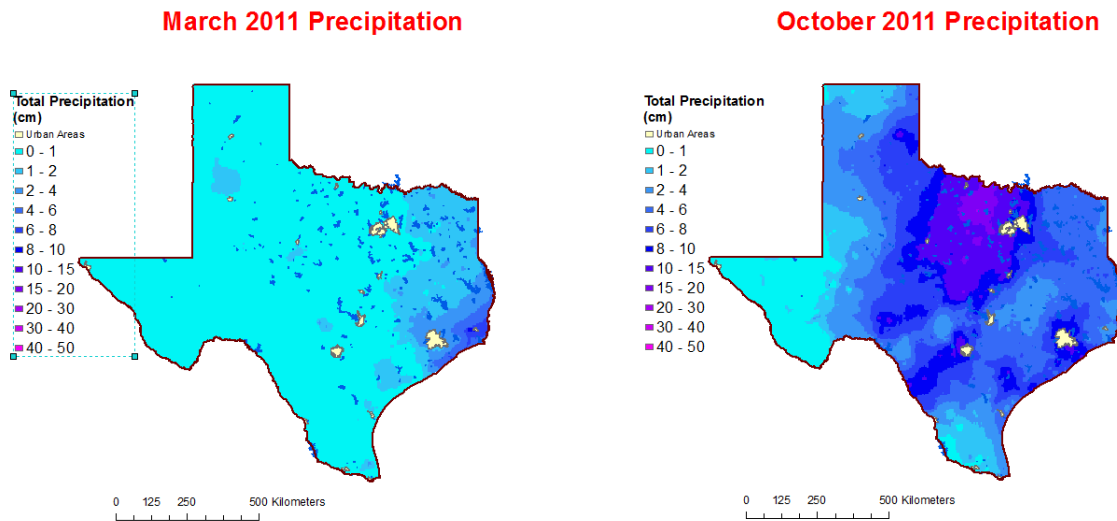 March 2011 Precipitation
Total Precipitation
(cm)
Urban Areas
0 - 1
1 - 2
2 - 4
4 - 6
6 - 8
8 - 10
10 - 15
15 - 20
20 - 30
30 - 40
40 - 50
0 125 250 500 Kilometers
October 2011 Precipitation
Total Precipitation
(cm)
Urban Areas
0 - 1
1 - 2
2 - 4
4 - 6
6 - 8
8 - 10
10 - 15
15 - 20
20 - 30
30 - 40
40 - 50
0 125 250 500 Kilometers